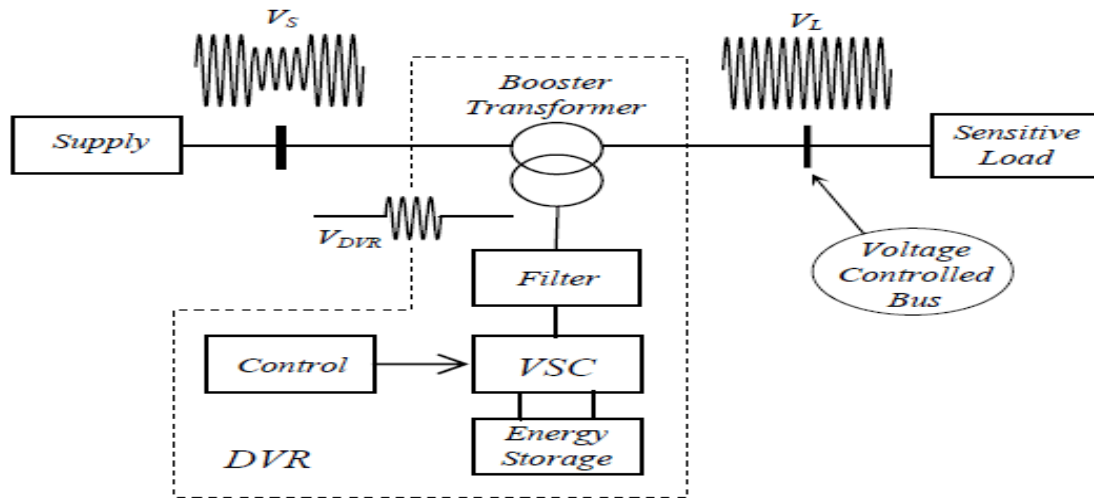 V_S
V_L
Booster
Transformer
Supply
Sensitive
Load
V_DVR
Voltage
Controlled
Bus
Filter
Control
VSC
Energy
Storage
DVR